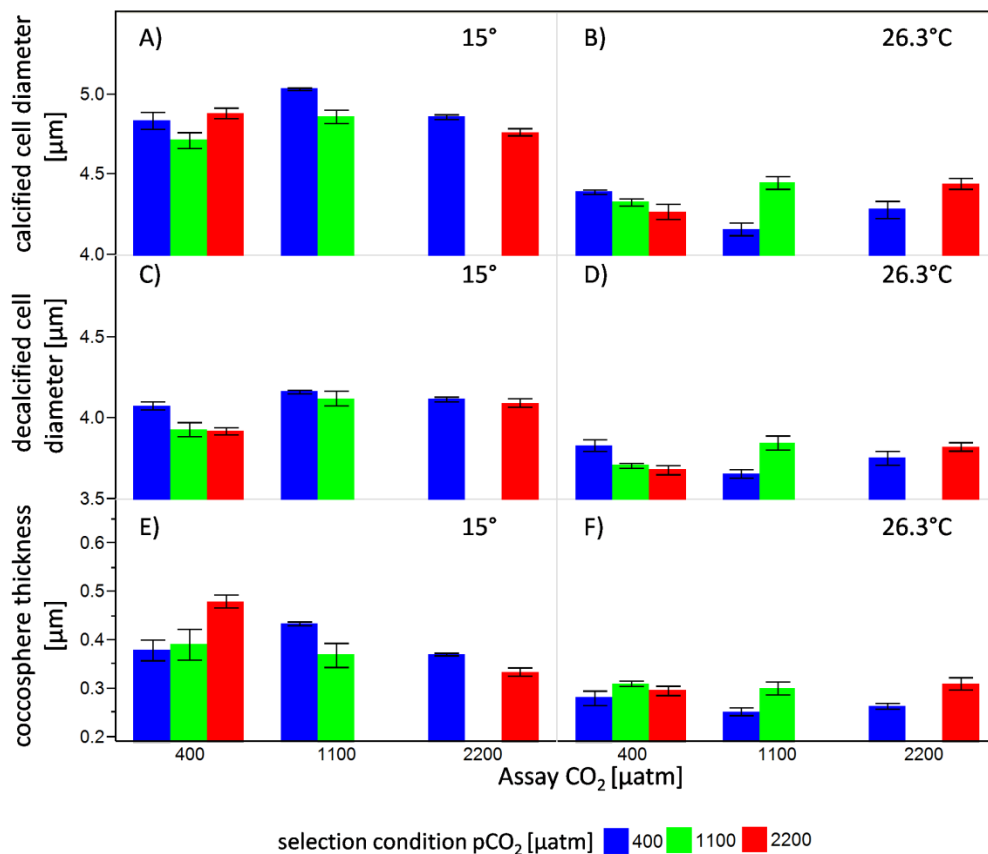 A) 15°
B) 26.3°C
calcified cell diameter
[µm]
5.0
4.5
4.0
C) 15°
D) 26.3°C
decalcified cell
diameter [µm]
4.5
4.0
3.5
E) 15°
F) 26.3°C
coccosphere thickness
[µm]
0.6
0.5
0.4
0.3
0.2
400 1100 2200 400 1100 2200
Assay CO₂ [µatm]
selection condition pCO₂ [µatm] 400 1100 2200